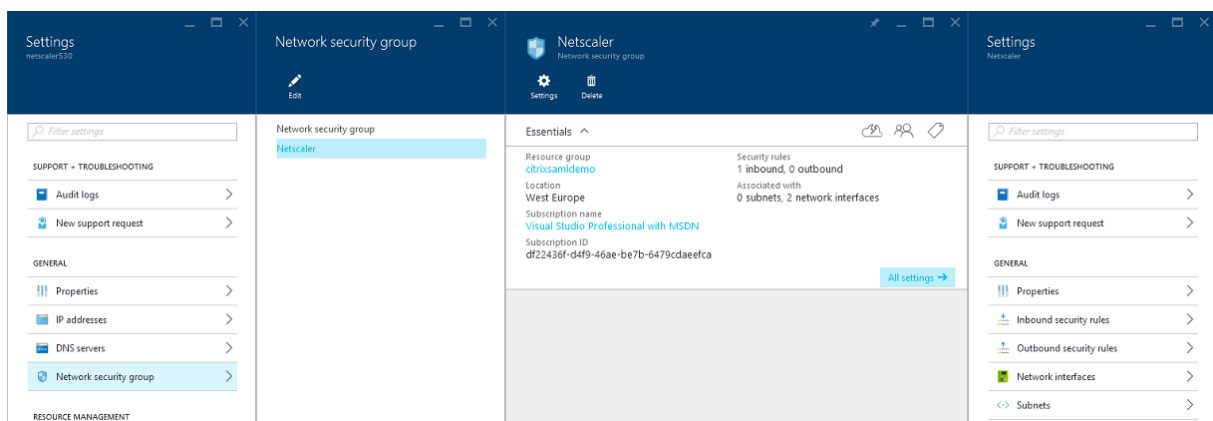 Settings
netscaler530
Filter settings
SUPPORT + TROUBLESHOOTING
Audit logs
New support request
GENERAL
Properties
IP addresses
DNS servers
Network security group
RESOURCE MANAGEMENT
Network security group
Edit
Network security group
Netscaler
Netscaler
Network security group
Settings
Delete
Essentials
Resource group
citrixsamldemo
Location
West Europe
Subscription name
Visual Studio Professional with MSDN
Subscription ID
df22436f-d4f9-46ae-be7b-6479cdaeefca
Security rules
1 inbound, 0 outbound
Associated with
0 subnets, 2 network interfaces
All settings →
Settings
Netscaler
Filter settings
SUPPORT + TROUBLESHOOTING
Audit logs
New support request
GENERAL
Properties
Inbound security rules
Outbound security rules
Network interfaces
Subnets